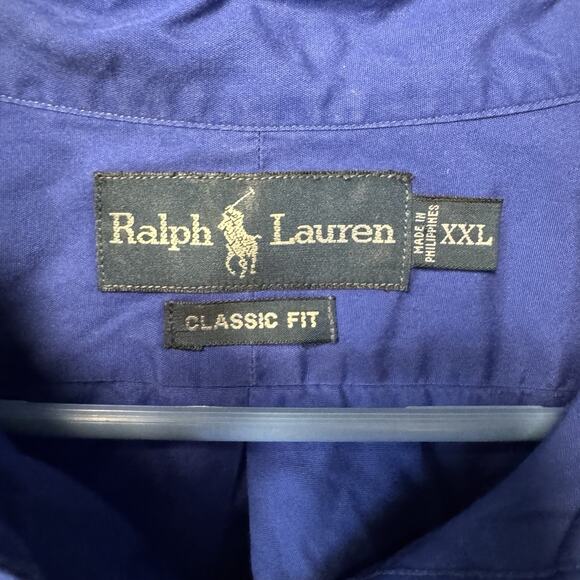 Ralph Lauren
MADE IN
PHILIPPINES
XXL
CLASSIC FIT